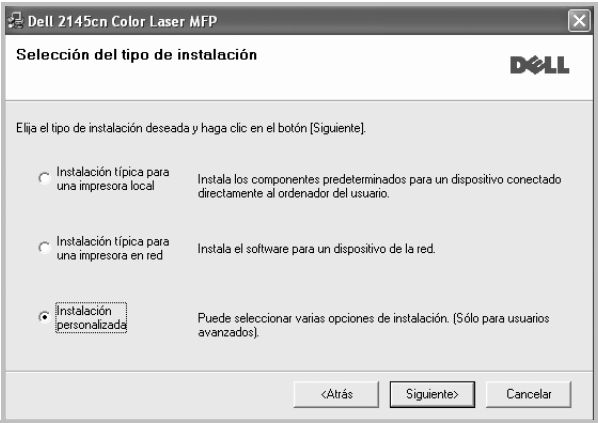 Dell 2145cn Color Laser MFP
Selección del tipo de instalación
DELL
Elija el tipo de instalación deseada y haga clic en el botón [Siguiente].
Instalación típica para
una impresora local
Instala los componentes predeterminados para un dispositivo conectado
directamente al ordenador del usuario.
Instalación típica para
una impresora en red
Instala el software para un dispositivo de la red.
Instalación
personalizada
Puede seleccionar varias opciones de instalación. (Sólo para usuarios
avanzados).
<Atrás
Siguiente>
Cancelar